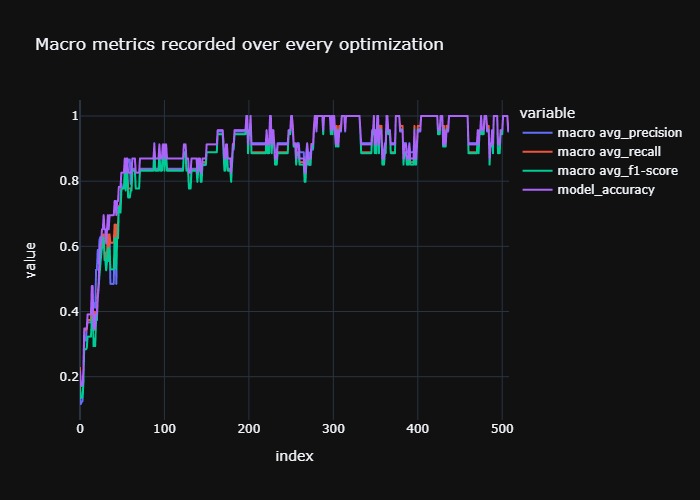 Macro metrics recorded over every optimization
variable
macro avg_precision
macro avg_recall
macro avg_f1-score
model_accuracy
value
1
0.8
0.6
0.4
0.2
0
100
200
300
400
500
index